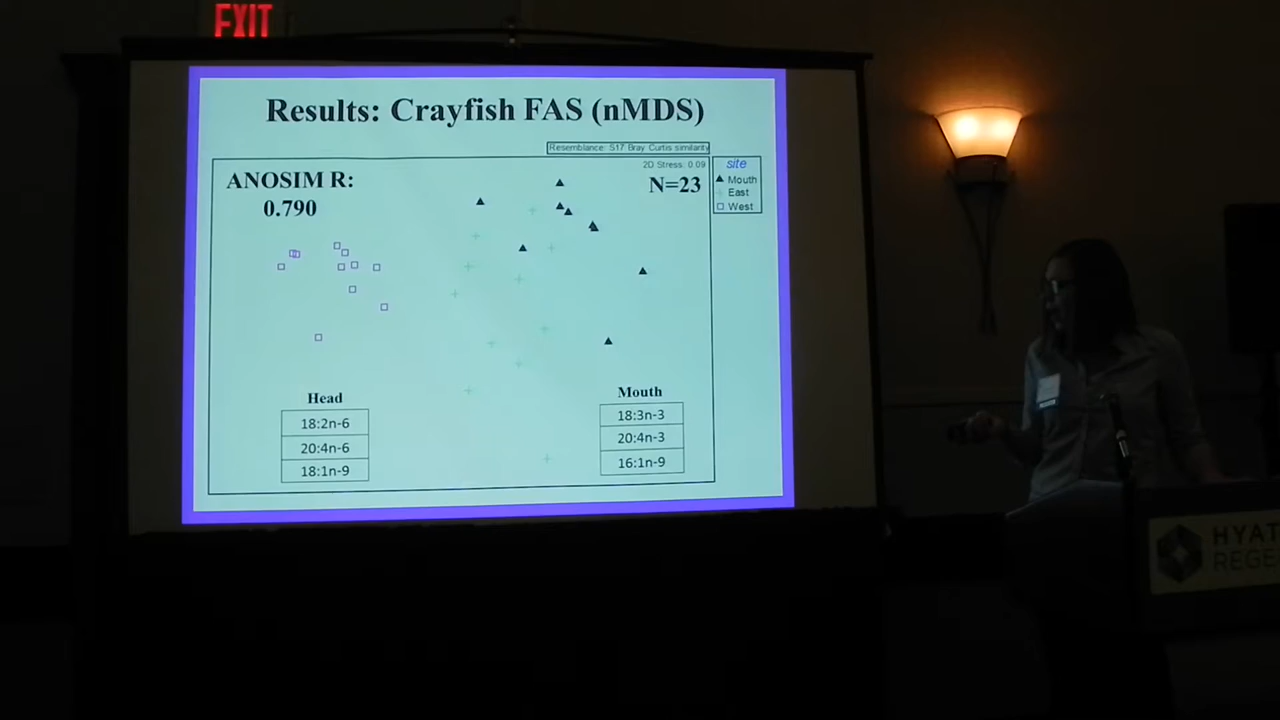 EXIT
Results: Crayfish FAS (nMDS)
Resemblance: S17 Bray Curtis similarity
2D Stress: 0.09
ANOSIM R:
0.790
N=23
site
Mouth
East
West
Head
18:2n-6
20:4n-6
18:1n-9
Mouth
18:3n-3
20:4n-3
16:1n-9
HYAT
REGE